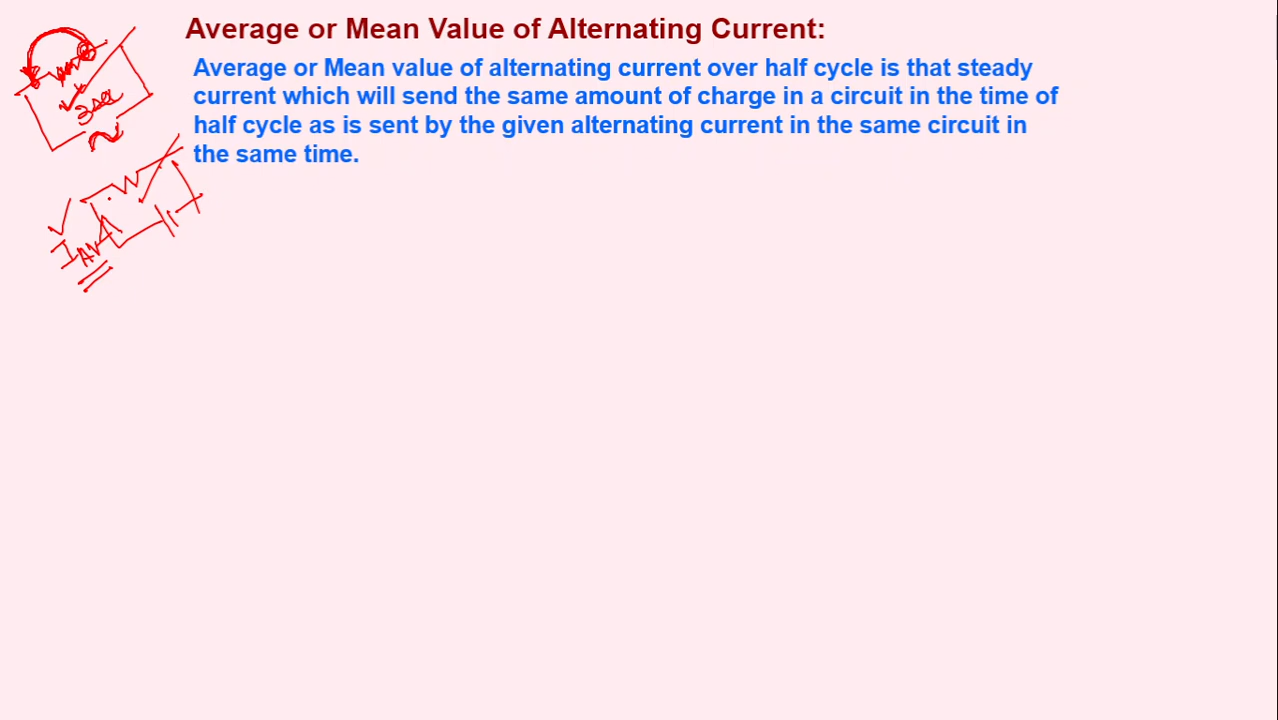 Average or Mean Value of Alternating Current:
Average or Mean value of alternating current over half cycle is that steady
current which will send the same amount of charge in a circuit in the time of
half cycle as is sent by the given alternating current in the same circuit in
the same time.
I AV